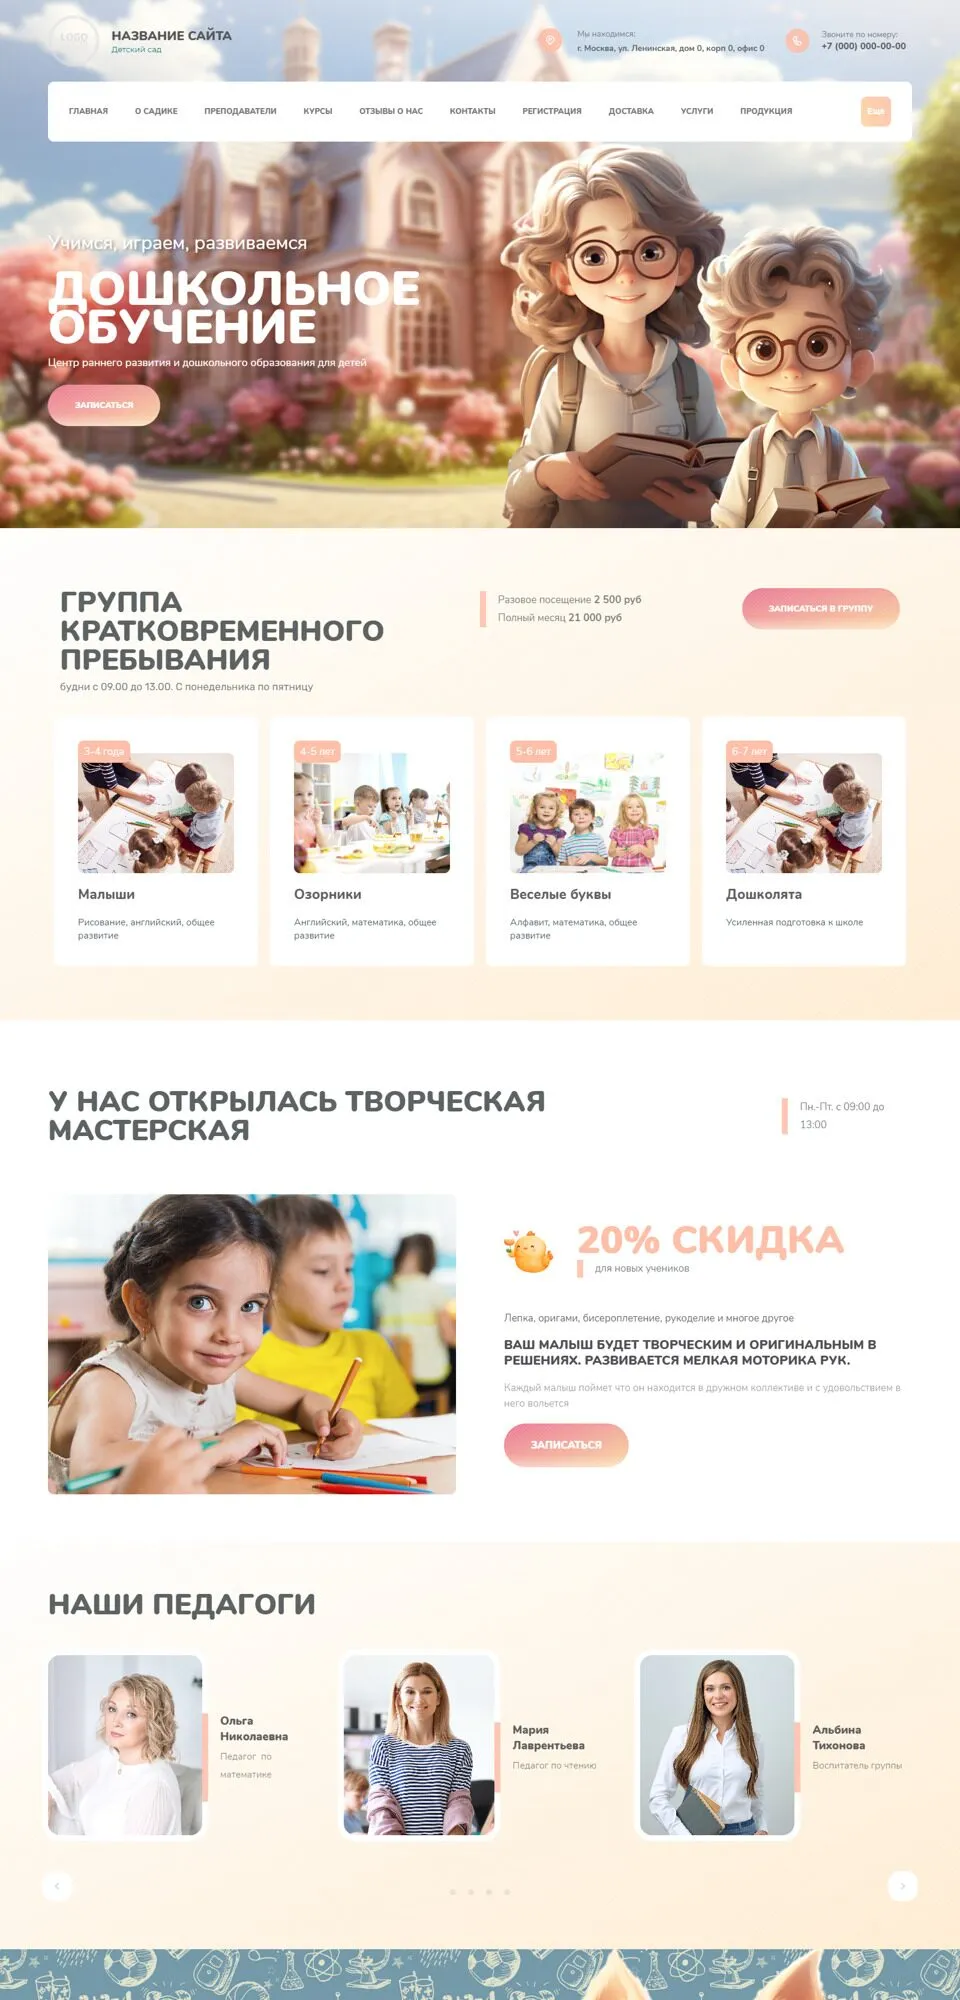 LOGO
НАЗВАНИЕ САЙТА
Детский сад
Мы находимся:
г. Москва, ул. Ленинская, дом 0, корп 0, офис 0
Звоните по номеру:
+7 (000) 000-00-00
ГЛАВНАЯ
О САДИКЕ
ПРЕПОДАВАТЕЛИ
КУРСЫ
ОТЗЫВЫ О НАС
КОНТАКТЫ
РЕГИСТРАЦИЯ
ДОСТАВКА
УСЛУГИ
ПРОДУКЦИЯ
Еще
Учимся, играем, развиваемся
ДОШКОЛЬНОЕ
ОБУЧЕНИЕ
Центр раннего развития и дошкольного образования для детей
ЗАПИСАТЬСЯ
ГРУППА
КРАТКОВРЕМЕННОГО
ПРЕБЫВАНИЯ
будни с 09.00 до 13.00. С понедельника по пятницу
Разовое посещение 2 500 руб
Полный месяц 21 000 руб
ЗАПИСАТЬСЯ В ГРУППУ
3-4 года
Малыши
Рисование, английский, общее
развитие
4-5 лет
Озорники
Английский, математика, общее
развитие
5-6 лет
Веселые буквы
Алфавит, математика, общее
развитие
6-7 лет
Дошколята
Усиленная подготовка к школе
У НАС ОТКРЫЛАСЬ ТВОРЧЕСКАЯ
МАСТЕРСКАЯ
Пн.-Пт. с 09:00 до
13:00
20% СКИДКА
для новых учеников
Лепка, оригами, бисероплетение, рукоделие и многое другое
ВАШ МАЛЫШ БУДЕТ ТВОРЧЕСКИМ И ОРИГИНАЛЬНЫМ В
РЕШЕНИЯХ. РАЗВИВАЕТСЯ МЕЛКАЯ МОТОРИКА РУК.
Каждый малыш поймет что он находится в дружном коллективе и с удовольствием в
него вольется
ЗАПИСАТЬСЯ
НАШИ ПЕДАГОГИ
Ольга
Николаевна
Педагог по
математике
Мария
Лаврентьева
Педагог по чтению
Альбина
Тихонова
Воспитатель группы